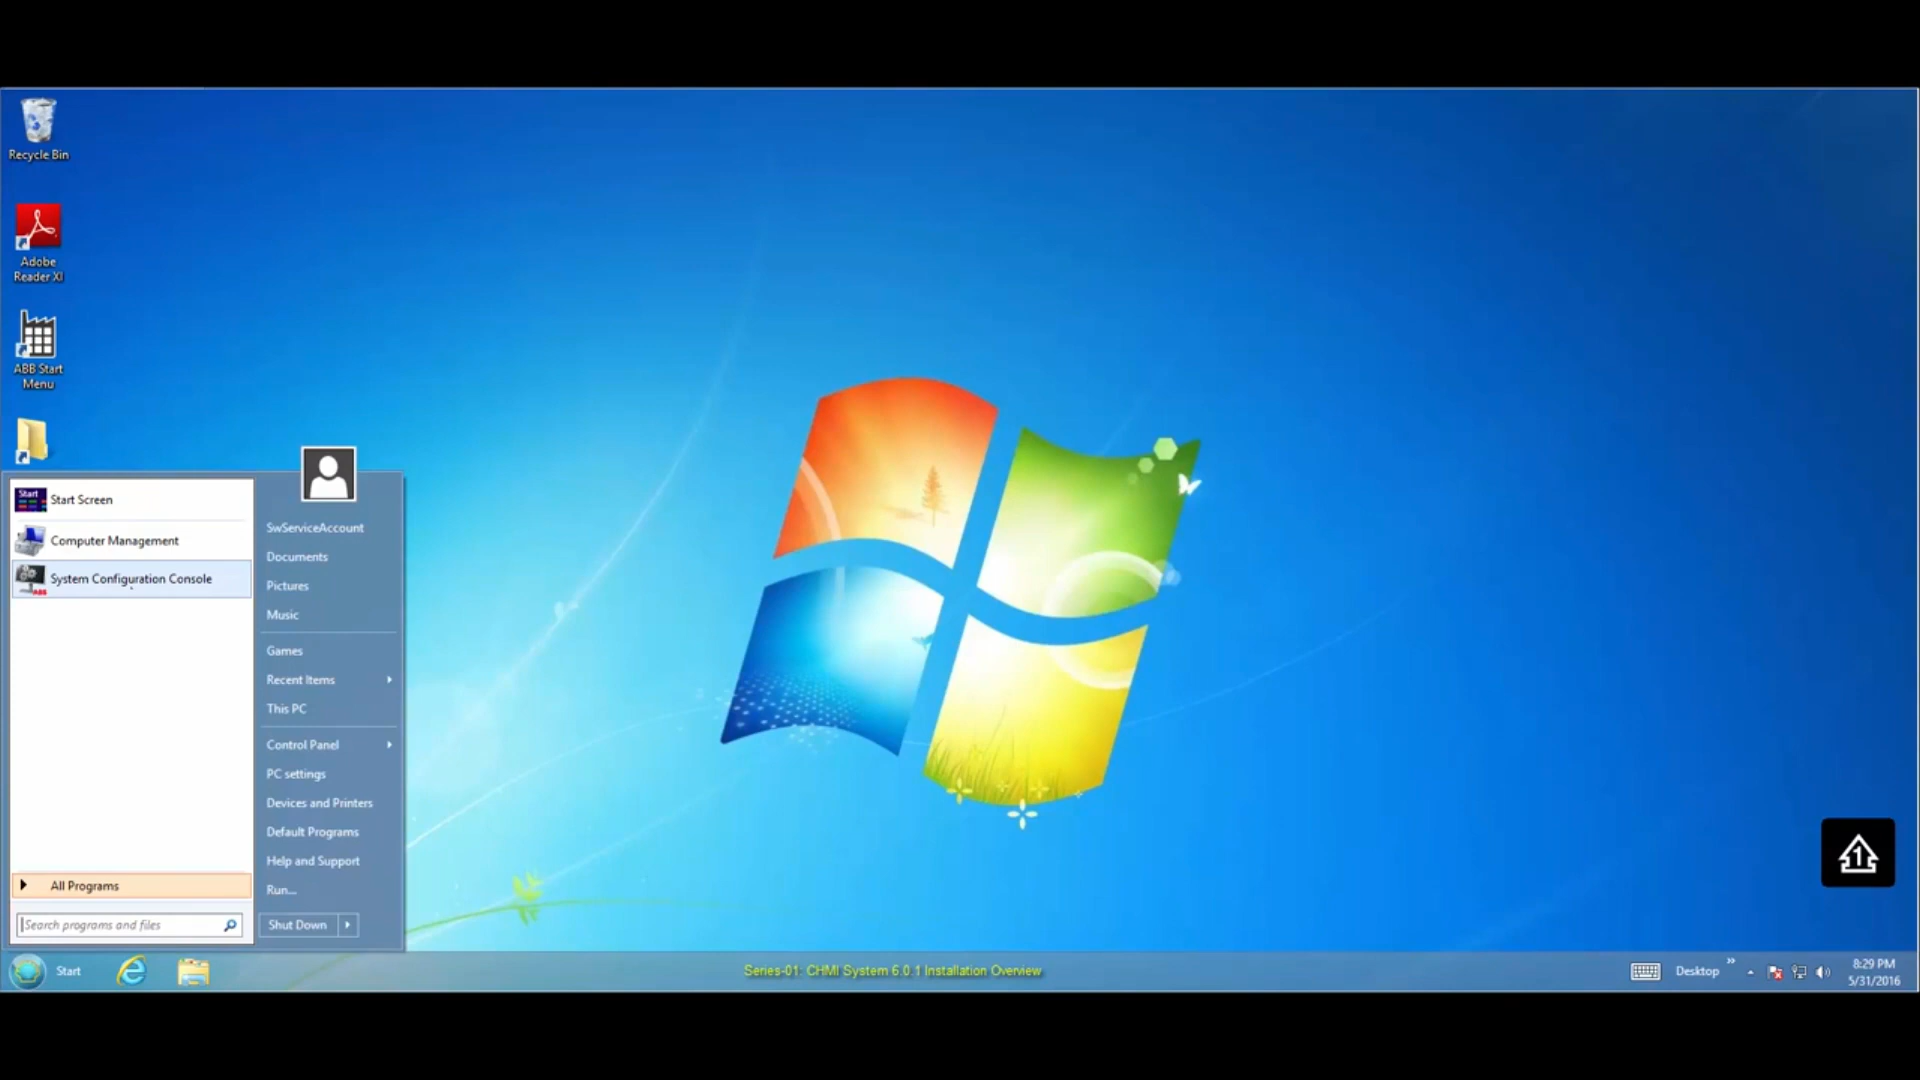 Recycle Bin
Adobe
Reader XI
ABB Start
Menu
Start
Start Screen
Computer Management
System Configuration Console
ABB
All Programs
Search programs and files
SwServiceAccount
Documents
Pictures
Music
Games
Recent Items
This PC
Control Panel
PC settings
Devices and Printers
Default Programs
Help and Support
Run...
Shut Down
1
Start
Series-01: CHMI System 6.0.1 Installation Overview
Desktop
8:29 PM
5/31/2016